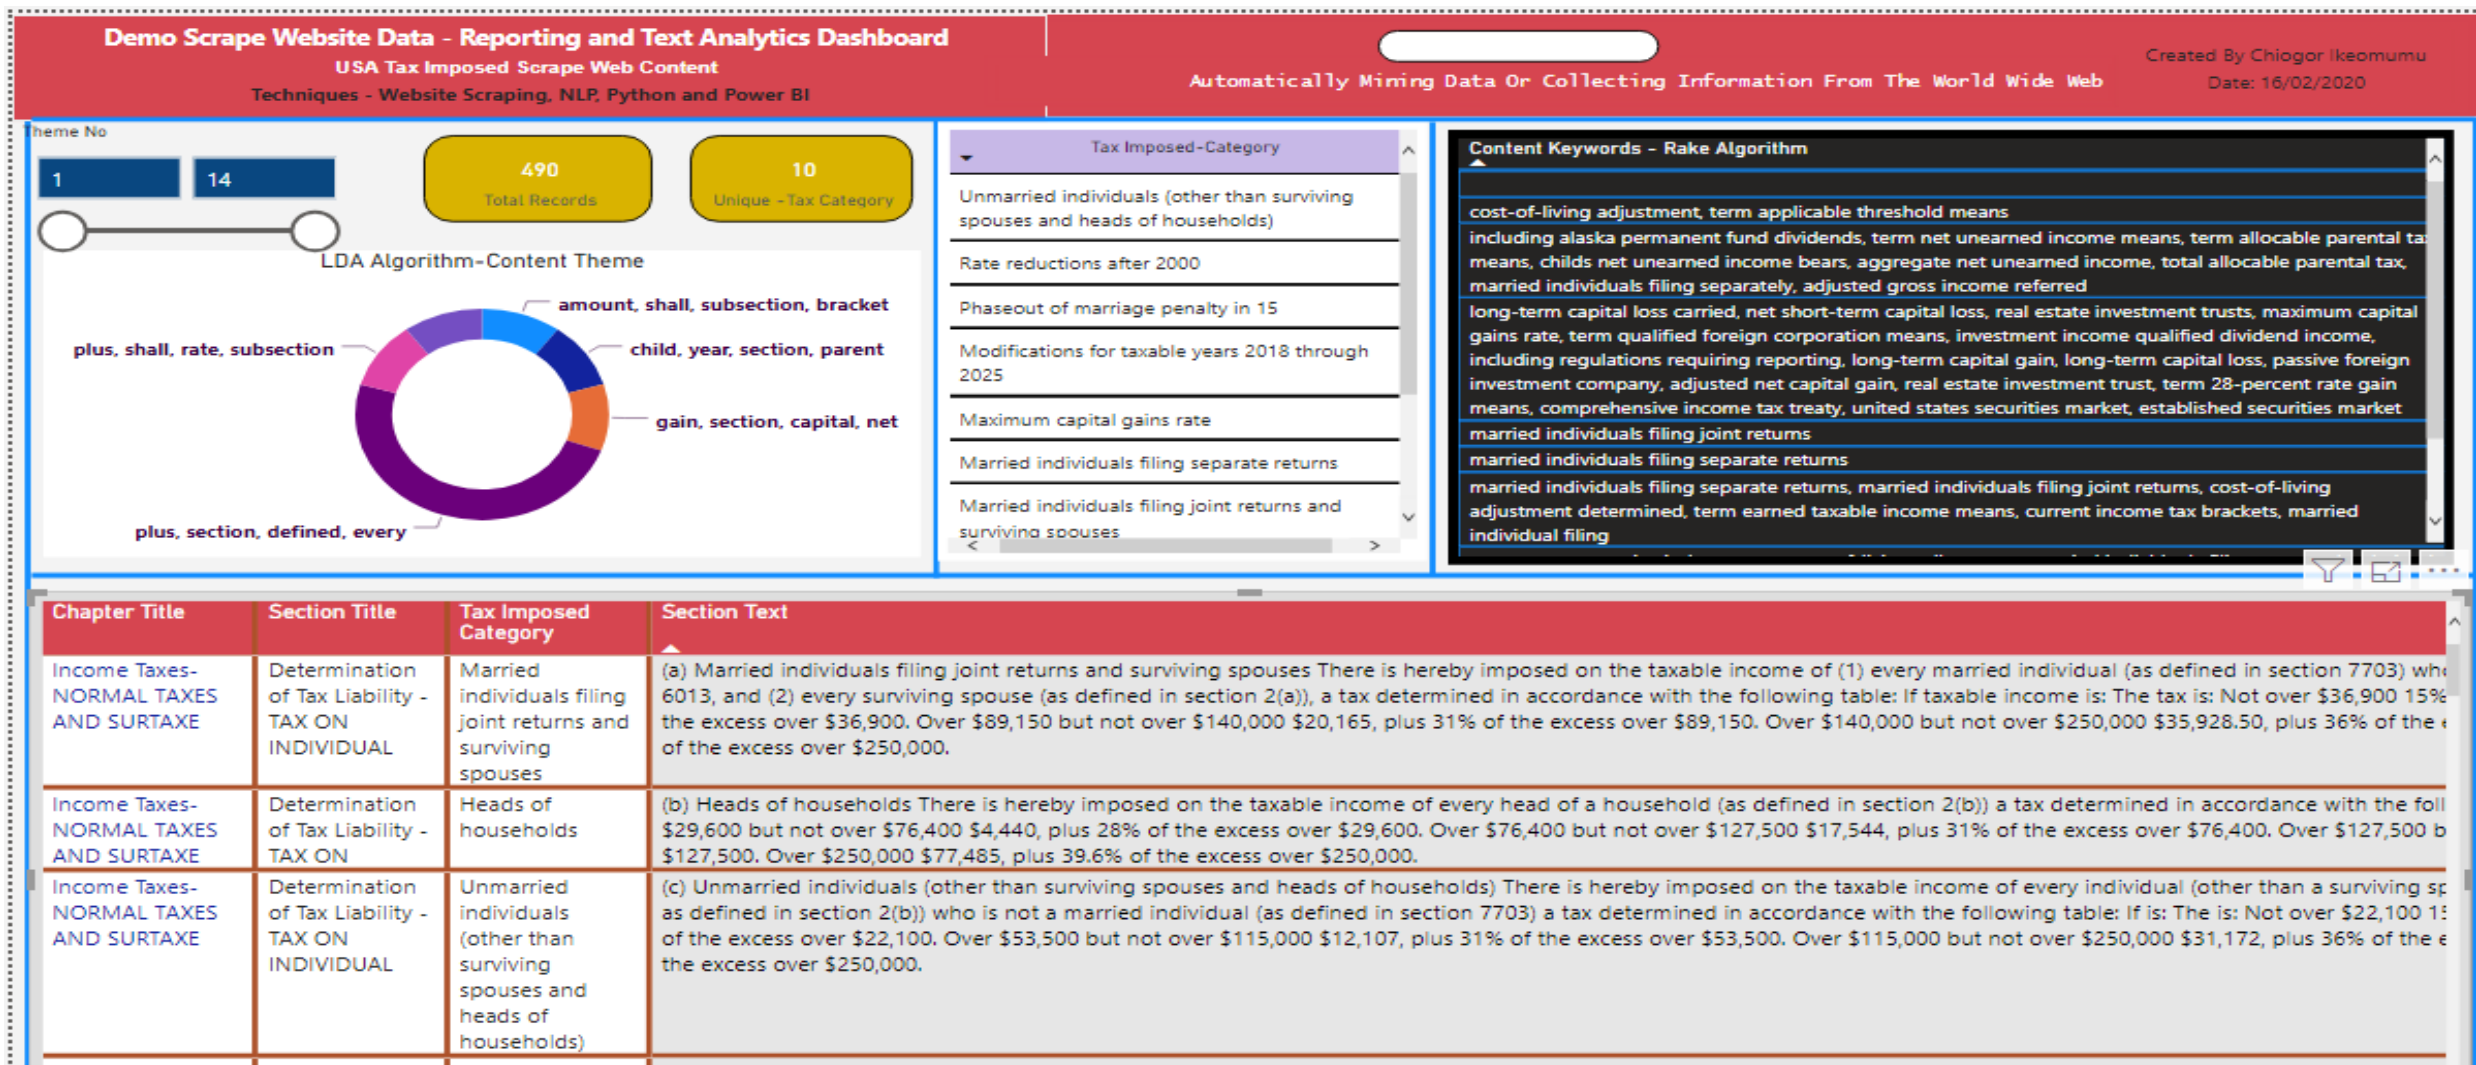 Demo Scrape Website Data - Reporting and Text Analytics Dashboard
USA Tax Imposed Scrape Web Content
Techniques - Website Scraping, NLP, Python and Power BI
Automatically Mining Data Or Collecting Information From The World Wide Web
Created By Chiogor Ikeomumu
Date: 16/02/2020
Theme No
1
14
490
Total Records
10
Unique -Tax Category
LDA Algorithm-Content Theme
amount, shall, subsection, bracket
plus, shall, rate, subsection
child, year, section, parent
gain, section, capital, net
plus, section, defined, every
Tax Imposed-Category
Unmarried individuals (other than surviving
spouses and heads of households)
Rate reductions after 2000
Phaseout of marriage penalty in 15
Modifications for taxable years 2018 through
2025
Maximum capital gains rate
Married individuals filing separate returns
Married individuals filing joint returns and
surviving spouses
Content Keywords - Rake Algorithm
cost-of-living adjustment, term applicable threshold means
including alaska permanent fund dividends, term net unearned income means, term allocable parental tax
means, childs net unearned income bears, aggregate net unearned income, total allocable parental tax,
married individuals filing separately, adjusted gross income referred
long-term capital loss carried, net short-term capital loss, real estate investment trusts, maximum capital
gains rate, term qualified foreign corporation means, investment income qualified dividend income,
including regulations requiring reporting, long-term capital gain, long-term capital loss, passive foreign
investment company, adjusted net capital gain, real estate investment trust, term 28-percent rate gain
means, comprehensive income tax treaty, united states securities market, established securities market
married individuals filing joint returns
married individuals filing separate returns
married individuals filing separate returns, married individuals filing joint returns, cost-of-living
adjustment determined, term earned taxable income means, current income tax brackets, married
individual filing
Chapter Title
Section Title
Tax Imposed
Category
Section Text
Income Taxes-
NORMAL TAXES
AND SURTAXE
Determination
of Tax Liability -
TAX ON
INDIVIDUAL
Married
individuals filing
joint returns and
surviving
spouses
(a) Married individuals filing joint returns and surviving spouses There is hereby imposed on the taxable income of (1) every married individual (as defined in section 7703) who
6013, and (2) every surviving spouse (as defined in section 2(a)), a tax determined in accordance with the following table: If taxable income is: The tax is: Not over $36,900 15%
the excess over $36,900. Over $89,150 but not over $140,000 $20,165, plus 31% of the excess over $89,150. Over $140,000 but not over $250,000 $35,928.50, plus 36% of the
of the excess over $250,000.
Income Taxes-
NORMAL TAXES
AND SURTAXE
Determination
of Tax Liability -
TAX ON
Heads of
households
(b) Heads of households There is hereby imposed on the taxable income of every head of a household (as defined in section 2(b)) a tax determined in accordance with the foll
$29,600 but not over $76,400 $4,440, plus 28% of the excess over $29,600. Over $76,400 but not over $127,500 $17,544, plus 31% of the excess over $76,400. Over $127,500 b
$127,500. Over $250,000 $77,485, plus 39.6% of the excess over $250,000.
Income Taxes-
NORMAL TAXES
AND SURTAXE
Determination
of Tax Liability -
TAX ON
INDIVIDUAL
Unmarried
individuals
(other than
surviving
spouses and
heads of
households)
(c) Unmarried individuals (other than surviving spouses and heads of households) There is hereby imposed on the taxable income of every individual (other than a surviving sp
as defined in section 2(b)) who is not a married individual (as defined in section 7703) a tax determined in accordance with the following table: If is: The is: Not over $22,100 15
of the excess over $22,100. Over $53,500 but not over $115,000 $12,107, plus 31% of the excess over $53,500. Over $115,000 but not over $250,000 $31,172, plus 36% of the e
the excess over $250,000.